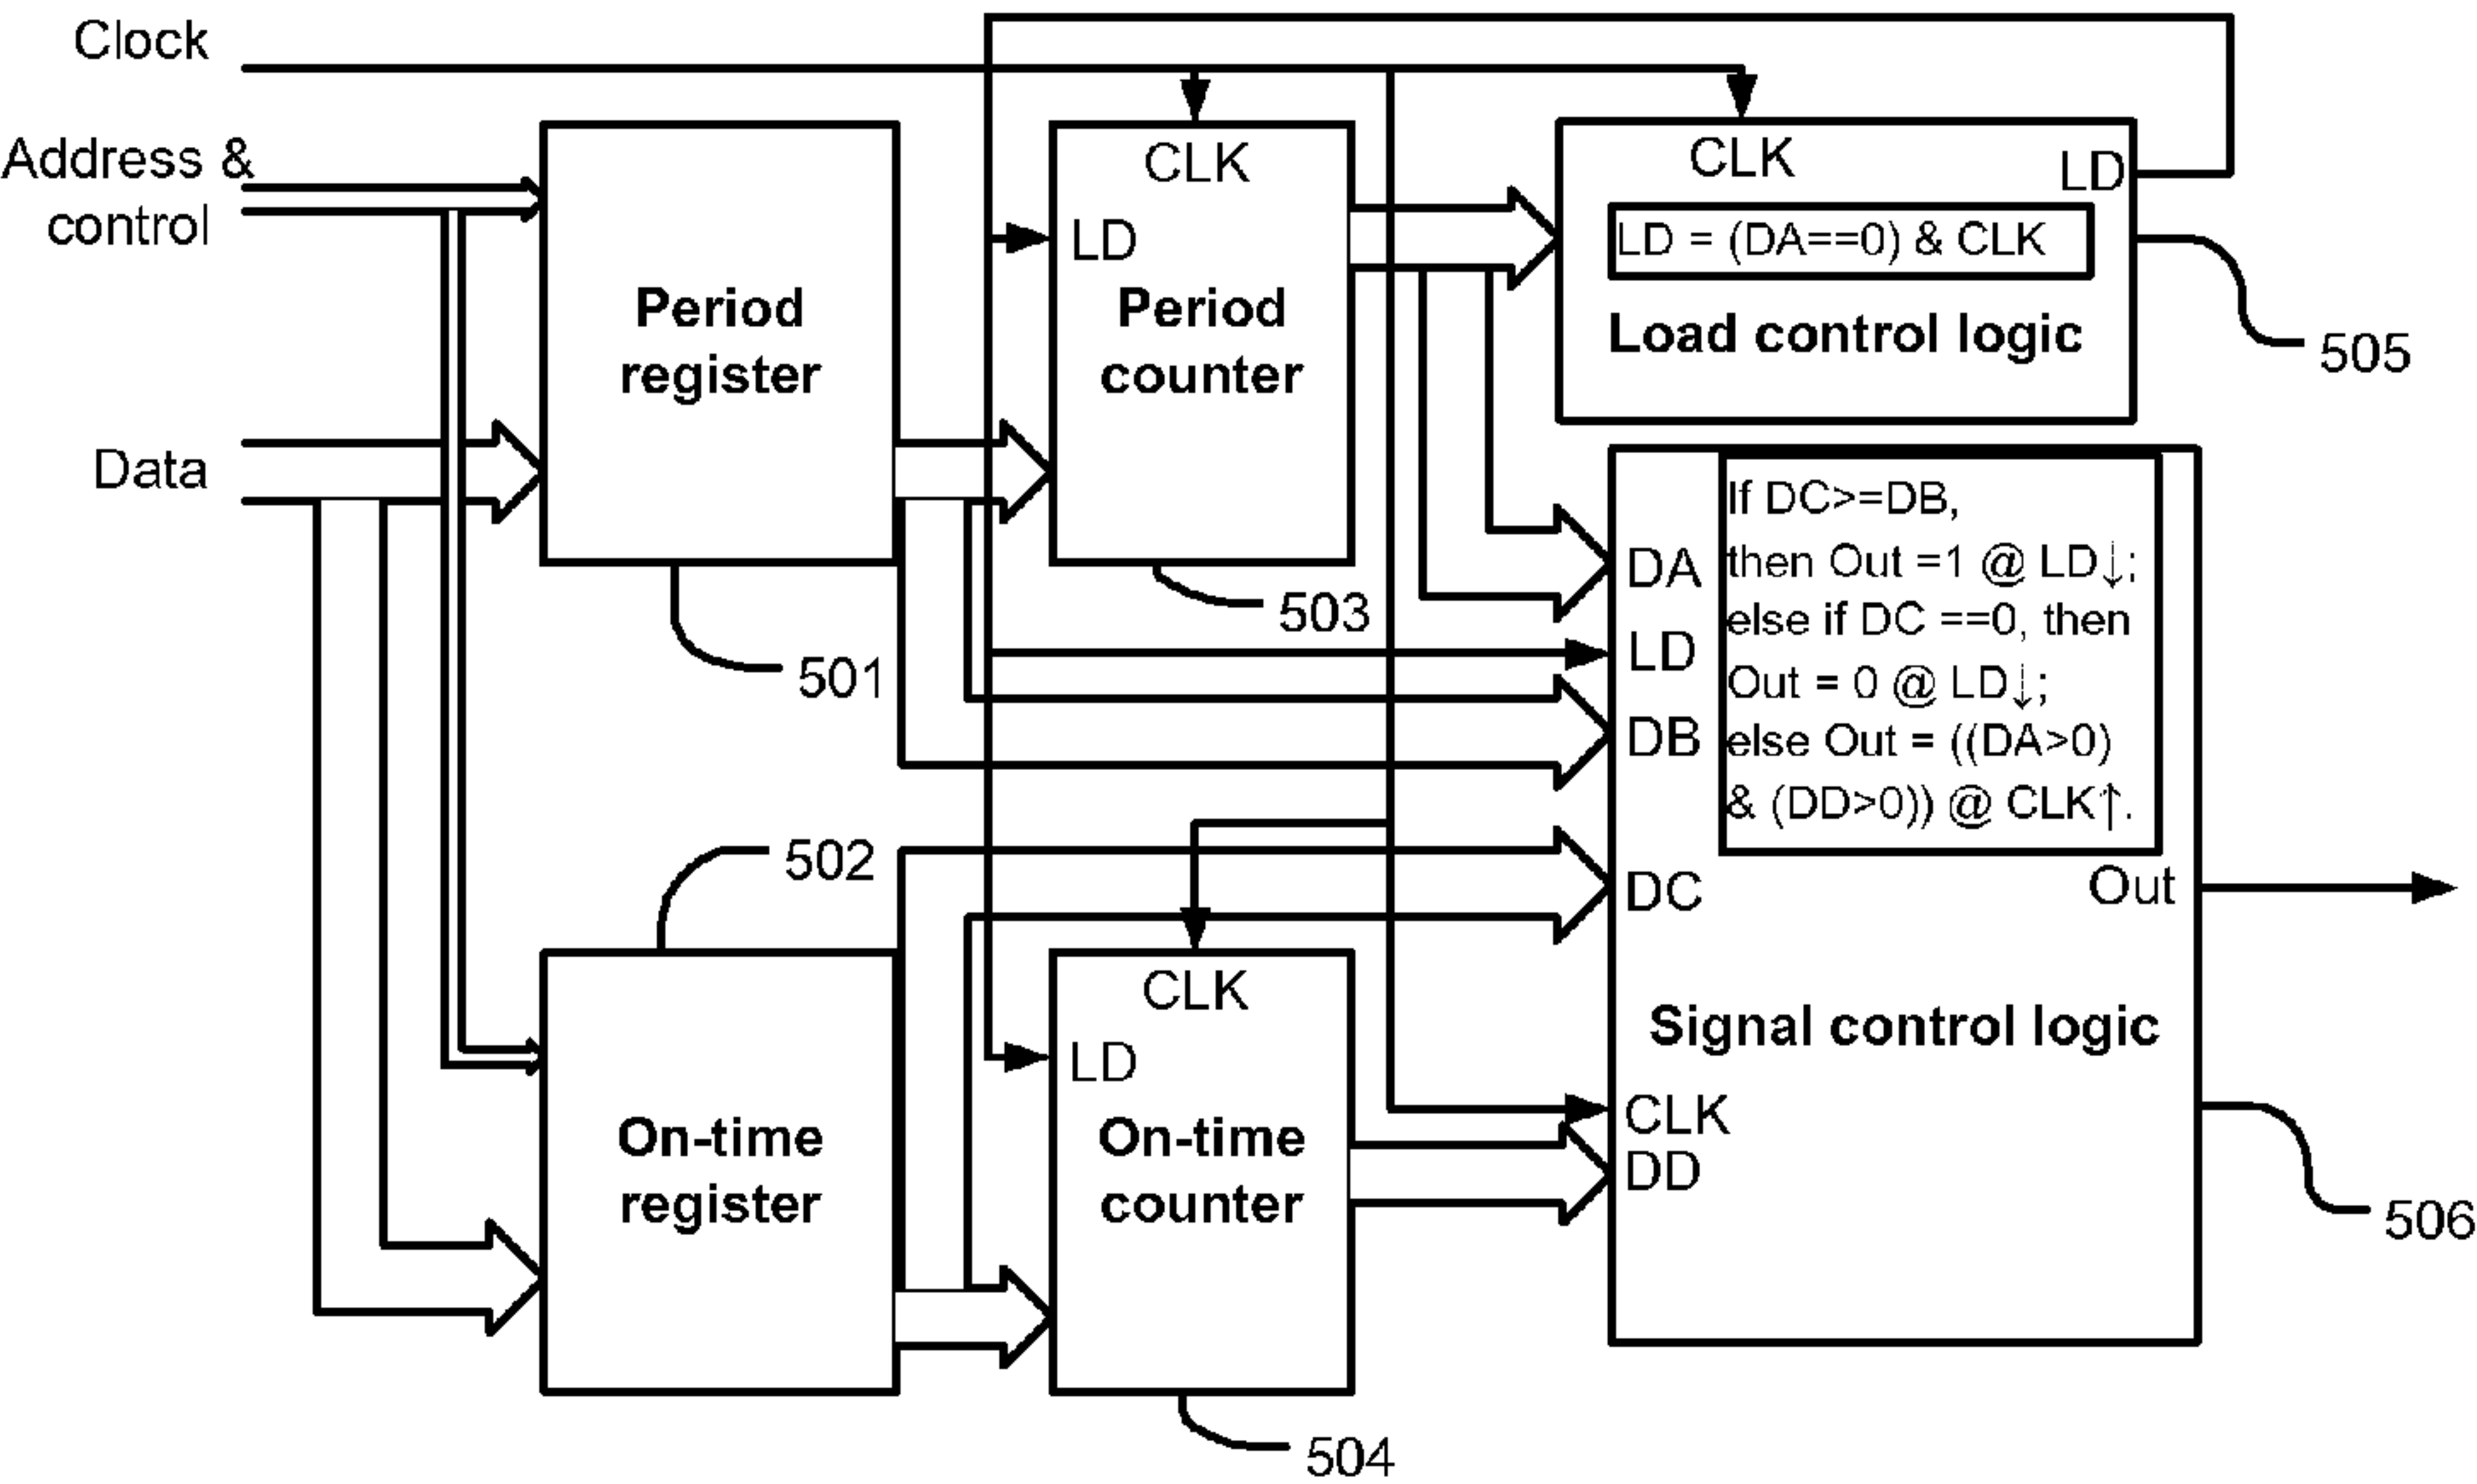 Clock
Address &
control
Data
Period
register
501
CLK
LD
Period
counter
503
CLK
LD
LD = (DA==0) & CLK
Load control logic
505
502
On-time
register
CLK
LD
On-time
counter
504
DA
LD
DB
DC
CLK
DD
If DC>=DB,
then Out =1 @ LD↓;
else if DC ==0, then
Out = 0 @ LD↓;
else Out = ((DA>0)
& (DD>0)) @ CLK↑.
Out
Signal control logic
506